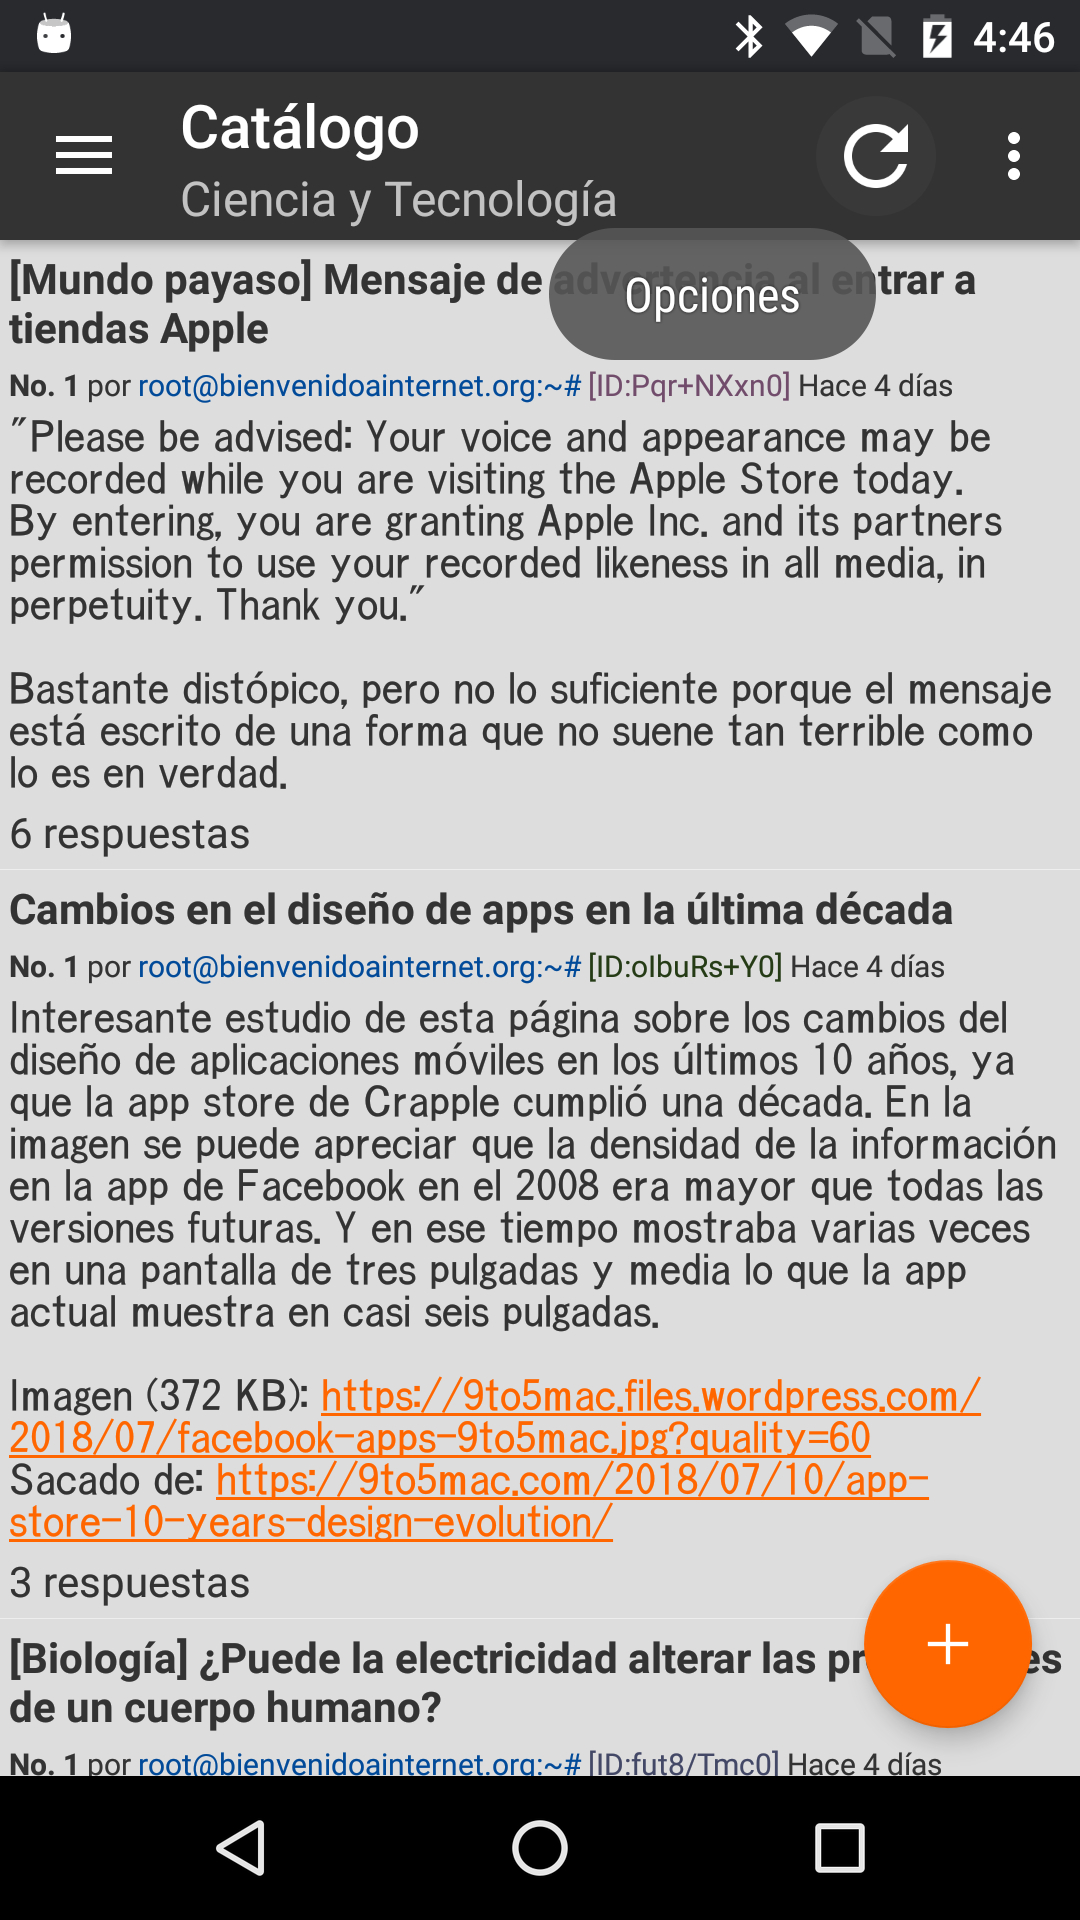 4:46
Catálogo
Ciencia y Tecnología
[Mundo payaso] Mensaje de advertencia al entrar a
Opciones
tiendas Apple
No. 1 por root@bienvenidoainternet.org:~# [ID:Pqr+NXxn0] Hace 4 días
"Please be advised: Your voice and appearance may be
recorded while you are visiting the Apple Store today.
By entering, you are granting Apple Inc. and its partners
permission to use your recorded likeness in all media, in
perpetuity. Thank you."
Bastante distópico, pero no lo suficiente porque el mensaje
está escrito de una forma que no suene tan terrible como
lo es en verdad.
6 respuestas
Cambios en el diseño de apps en la última década
No. 1 por root@bienvenidoainternet.org:~# [ID:oIbuRs+Y0] Hace 4 días
Interesante estudio de esta página sobre los cambios del
diseño de aplicaciones móviles en los últimos 10 años, ya
que la app store de Crapple cumplió una década. En la
imagen se puede apreciar que la densidad de la información
en la app de Facebook en el 2008 era mayor que todas las
versiones futuras. Y en ese tiempo mostraba varias veces
en una pantalla de tres pulgadas y media lo que la app
actual muestra en casi seis pulgadas.
Imagen (372 KB): https://9to5mac.files.wordpress.com/
2018/07/facebook-apps-9to5mac.jpg?quality=60
Sacado de: https://9to5mac.com/2018/07/10/app-
store-10-years-design-evolution/
3 respuestas
[Biología] ¿Puede la electricidad alterar las
de un cuerpo humano?
No. 1 por root@bienvenidoainternet.org:~# [ID:fut8/Tmc0] Hace 4 días